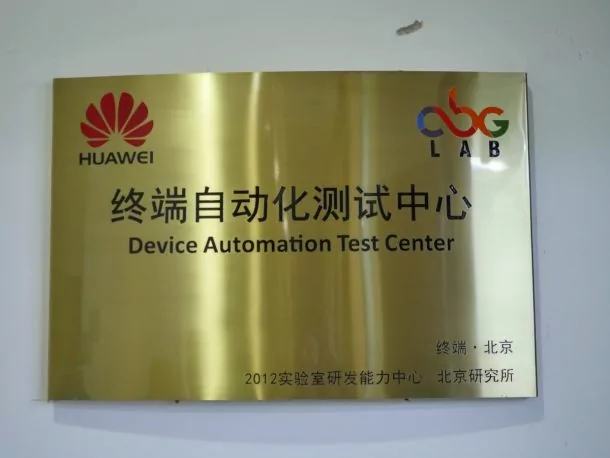 HUAWEI
CBG
LAB
终端自动化测试中心
Device Automation Test Center
终端·北京
2012实验室研发能力中心 北京研究所